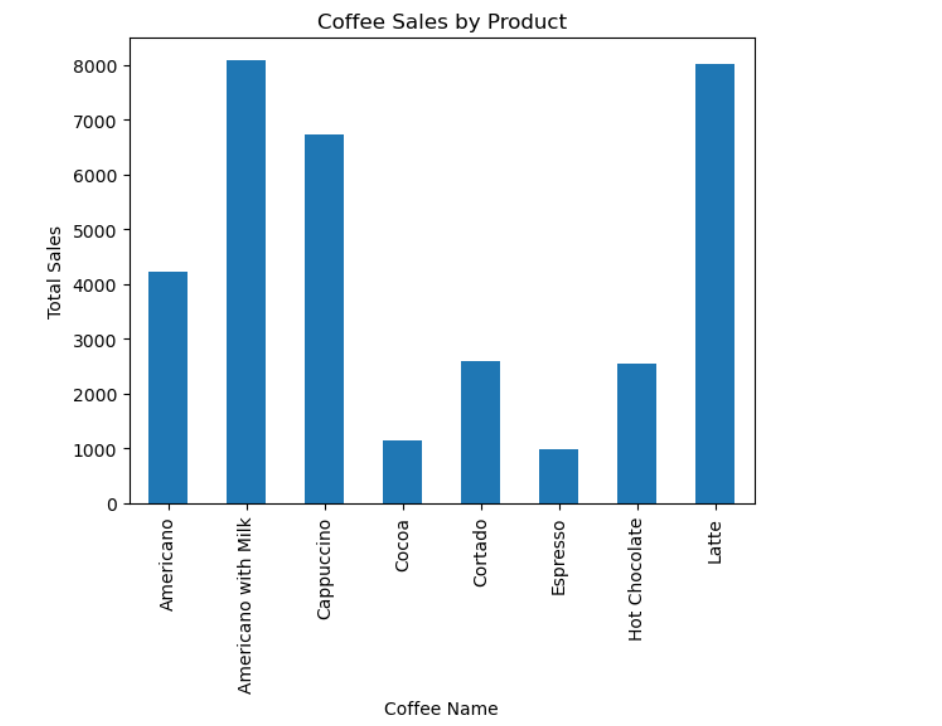 Coffee Sales by Product
Total Sales
8000
7000
6000
5000
4000
3000
2000
1000
0
Americano
Americano with Milk
Cappuccino
Cocoa
Cortado
Espresso
Hot Chocolate
Latte
Coffee Name